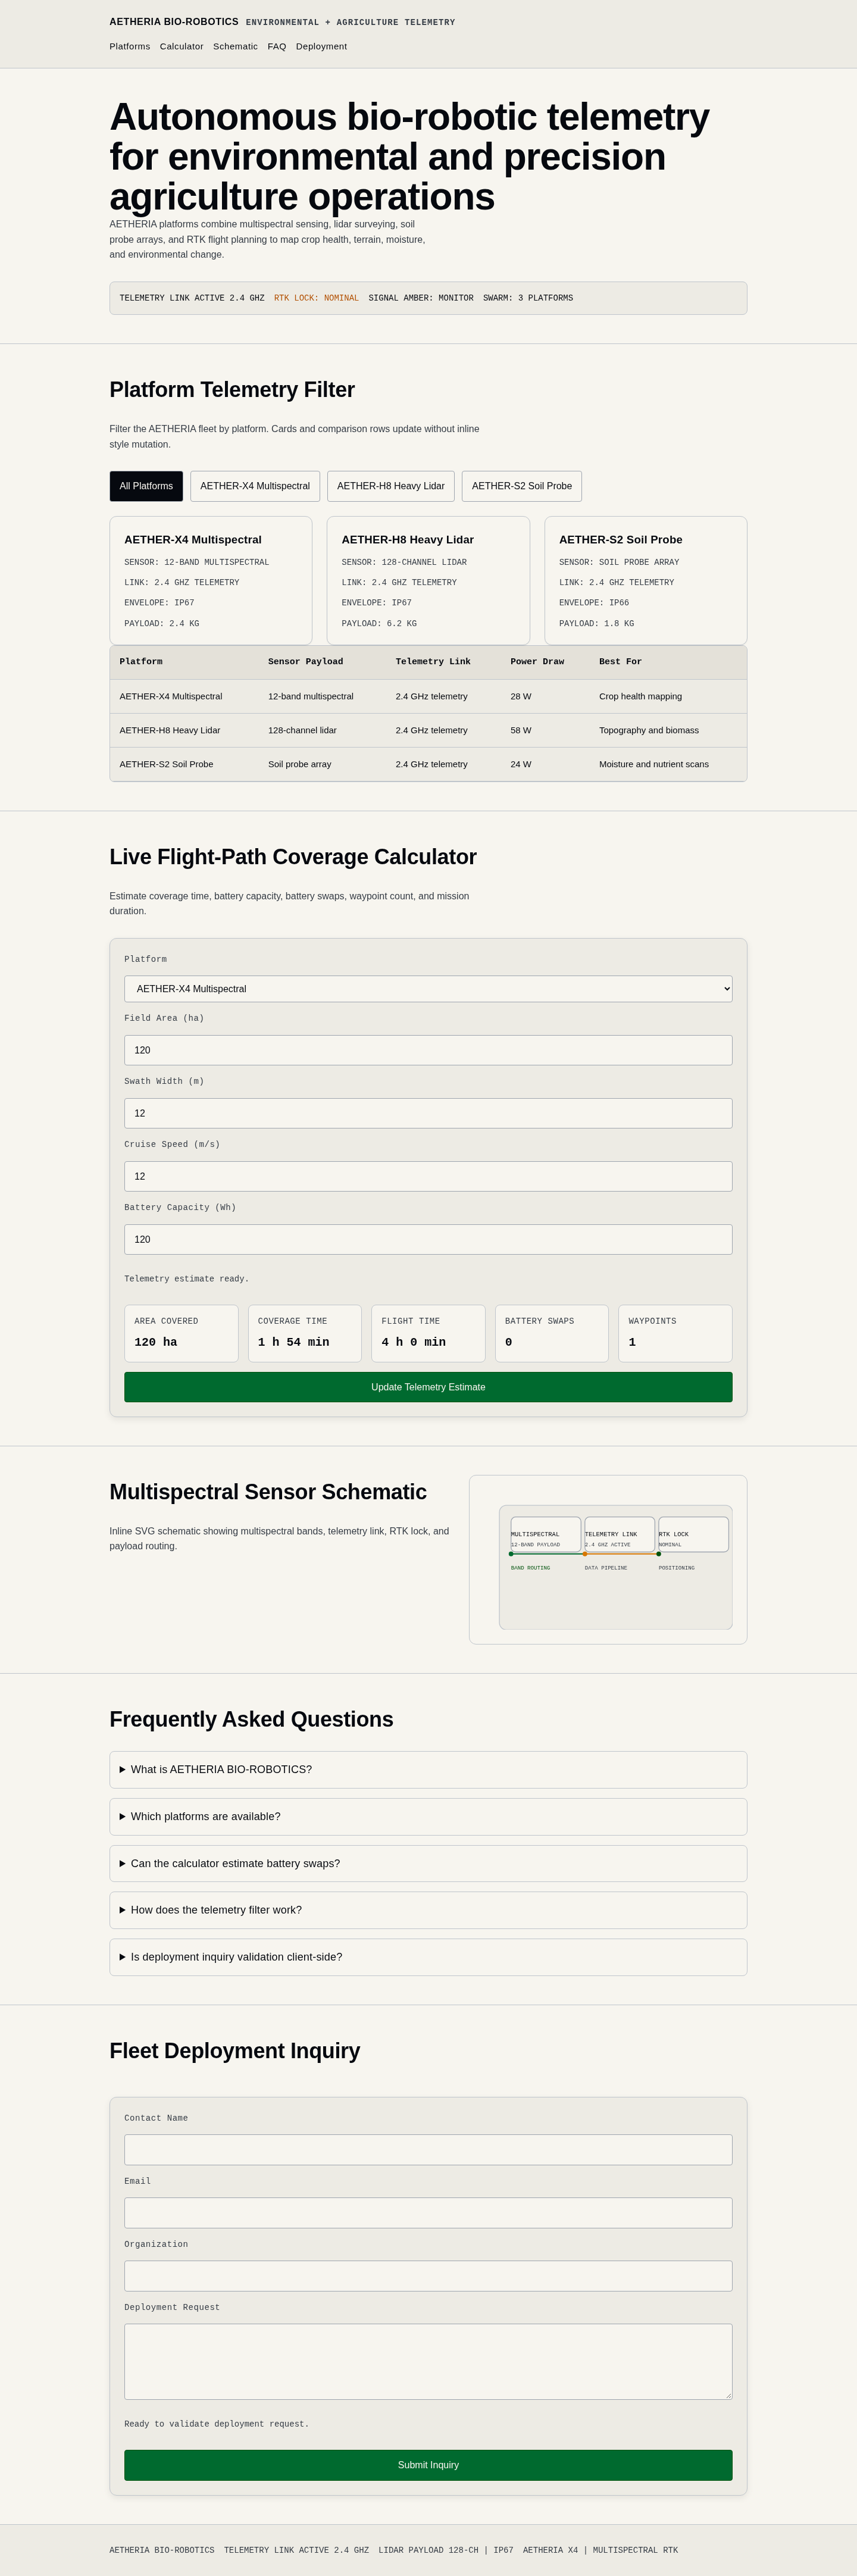 AETHERIA BIO-ROBOTICS ENVIRONMENTAL + AGRICULTURE TELEMETRY
Platforms Calculator Schematic FAQ Deployment
Autonomous bio-robotic telemetry
for environmental and precision
agriculture operations
AETHERIA platforms combine multispectral sensing, lidar surveying, soil
probe arrays, and RTK flight planning to map crop health, terrain, moisture,
and environmental change.
TELEMETRY LINK ACTIVE 2.4 GHZ RTK LOCK: NOMINAL SIGNAL AMBER: MONITOR SWARM: 3 PLATFORMS
Platform Telemetry Filter
Filter the AETHERIA fleet by platform. Cards and comparison rows update without inline
style mutation.
All Platforms AETHER-X4 Multispectral AETHER-H8 Heavy Lidar AETHER-S2 Soil Probe
AETHER-X4 Multispectral
SENSOR: 12-BAND MULTISPECTRAL
LINK: 2.4 GHZ TELEMETRY
ENVELOPE: IP67
PAYLOAD: 2.4 KG
AETHER-H8 Heavy Lidar
SENSOR: 128-CHANNEL LIDAR
LINK: 2.4 GHZ TELEMETRY
ENVELOPE: IP67
PAYLOAD: 6.2 KG
AETHER-S2 Soil Probe
SENSOR: SOIL PROBE ARRAY
LINK: 2.4 GHZ TELEMETRY
ENVELOPE: IP66
PAYLOAD: 1.8 KG
Platform Sensor Payload Telemetry Link Power Draw Best For
AETHER-X4 Multispectral 12-band multispectral 2.4 GHz telemetry 28 W Crop health mapping
AETHER-H8 Heavy Lidar 128-channel lidar 2.4 GHz telemetry 58 W Topography and biomass
AETHER-S2 Soil Probe Soil probe array 2.4 GHz telemetry 24 W Moisture and nutrient scans
Live Flight-Path Coverage Calculator
Estimate coverage time, battery capacity, battery swaps, waypoint count, and mission
duration.
Platform
AETHER-X4 Multispectral
Field Area (ha)
120
Swath Width (m)
12
Cruise Speed (m/s)
12
Battery Capacity (Wh)
120
Telemetry estimate ready.
AREA COVERED
120 ha
COVERAGE TIME
1 h 54 min
FLIGHT TIME
4 h 0 min
BATTERY SWAPS
0
WAYPOINTS
1
Update Telemetry Estimate
Multispectral Sensor Schematic
Inline SVG schematic showing multispectral bands, telemetry link, RTK lock, and
payload routing.
MULTISPECTRAL TELEMETRY LINK RTK LOCK
12-BAND PAYLOAD 2.4 GHZ ACTIVE NOMINAL
BAND ROUTING DATA PIPELINE POSITIONING
Frequently Asked Questions
What is AETHERIA BIO-ROBOTICS?
Which platforms are available?
Can the calculator estimate battery swaps?
How does the telemetry filter work?
Is deployment inquiry validation client-side?
Fleet Deployment Inquiry
Contact Name
Email
Organization
Deployment Request
Ready to validate deployment request.
Submit Inquiry
AETHERIA BIO-ROBOTICS TELEMETRY LINK ACTIVE 2.4 GHZ LIDAR PAYLOAD 128-CH | IP67 AETHERIA X4 | MULTISPECTRAL RTK